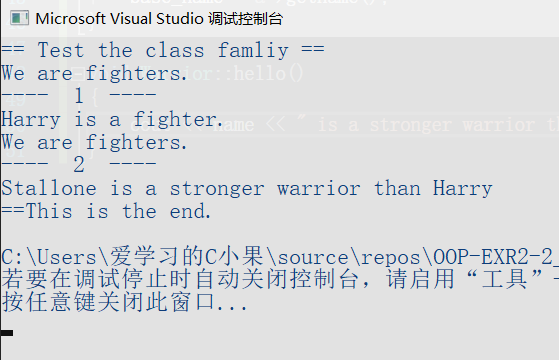 Microsoft Visual Studio 调试控制台
== Test the class famliy ==
We are fighters.
---- 1 ----
Harry is a fighter.
We are fighters.
---- 2 ----
Stallone is a stronger warrior than Harry
==This is the end.
C:\Users\爱学习的C小果\source\repos\OOP-EXR2-2_
若要在调试停止时自动关闭控制台，请启用“工具”-
按任意键关闭此窗口...